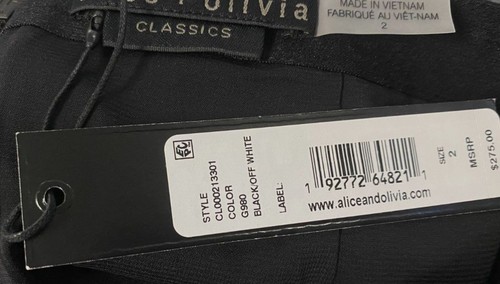 olivia
CLASSICS
MADE IN VIETNAM
FABRIQUÉ AU VIÊT-NAM
2
STYLE
CL000213301
COLOR
G980
BLACK/OFF WHITE
LABEL:
1 92772 64821 1
www.aliceandolivia.com
SIZE
2
MSRP
$275.00